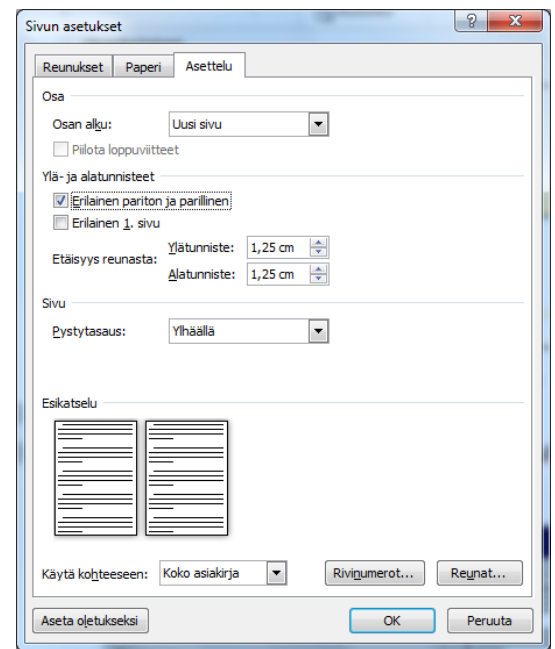 Sivun asetukset
Reunukset Paperi Asettelu
Osa
Osan alku: Uusi sivu
Piilota loppuviitteet
Ylä- ja alatunnisteet
Erilainen pariton ja parillinen
Erilainen 1. sivu
Etäisyys reunasta: Ylätunniste: 1,25 cm
Alatunniste: 1,25 cm
Sivu
Pystytasaus: Ylhäällä
Esikatselu
Käytä kohteeseen: Koko asiakirja Rivinumerot... Reunat...
Aseta oletukseksi OK Peruuta